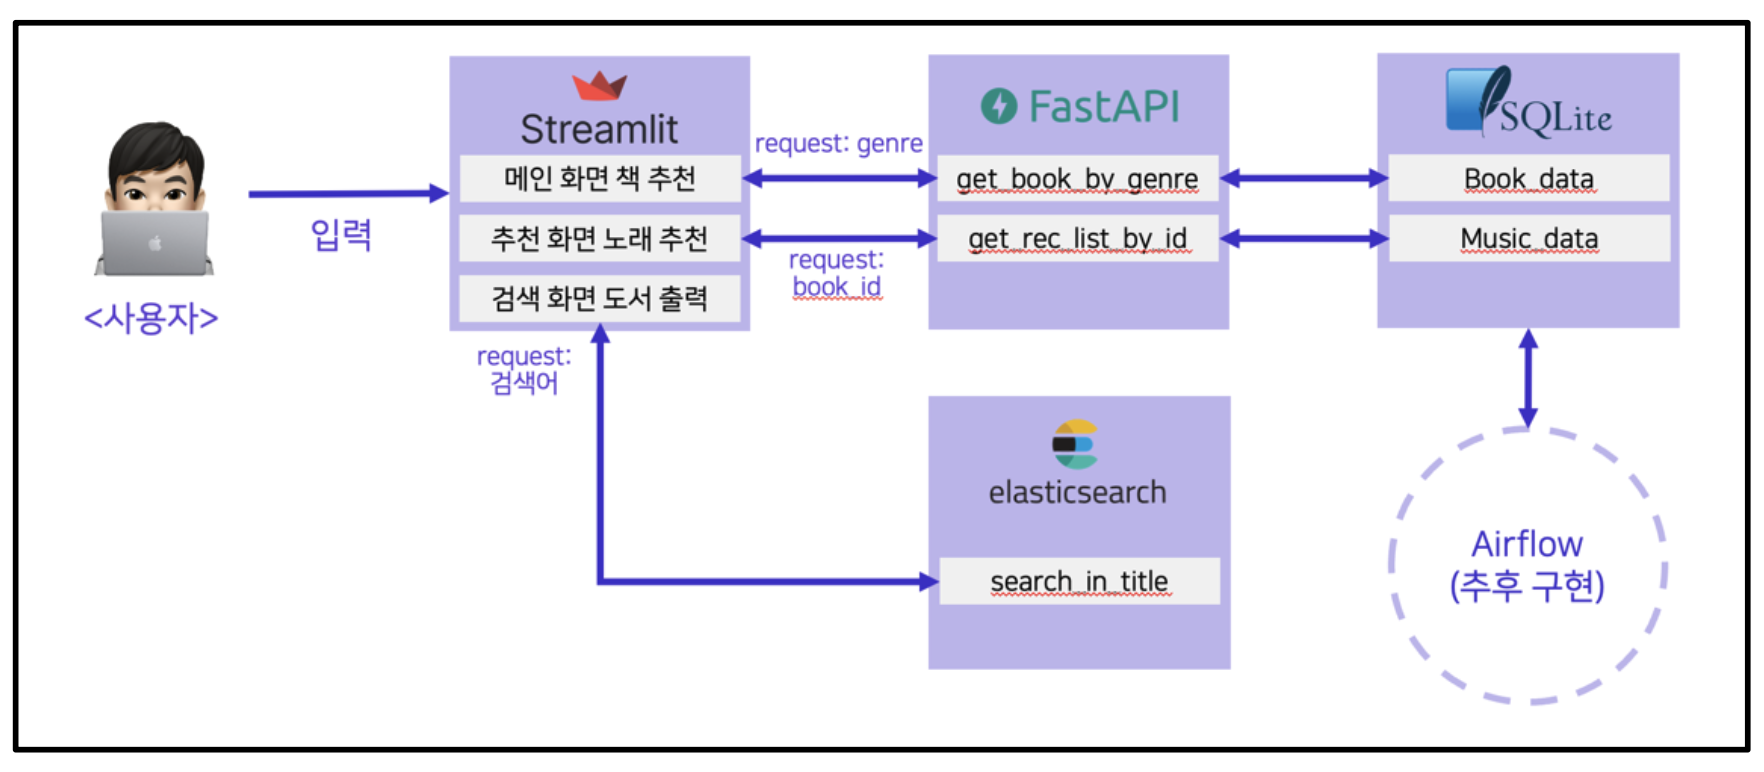 <사용자>
입력
Streamlit
메인 화면 책 추천
추천 화면 노래 추천
검색 화면 도서 출력
request: genre
request:
book_id
request:
검색어
FastAPI
get_book_by_genre
get_rec_list_by_id
SQLite
Book_data
Music_data
elasticsearch
search_in_title
Airflow
(추후 구현)